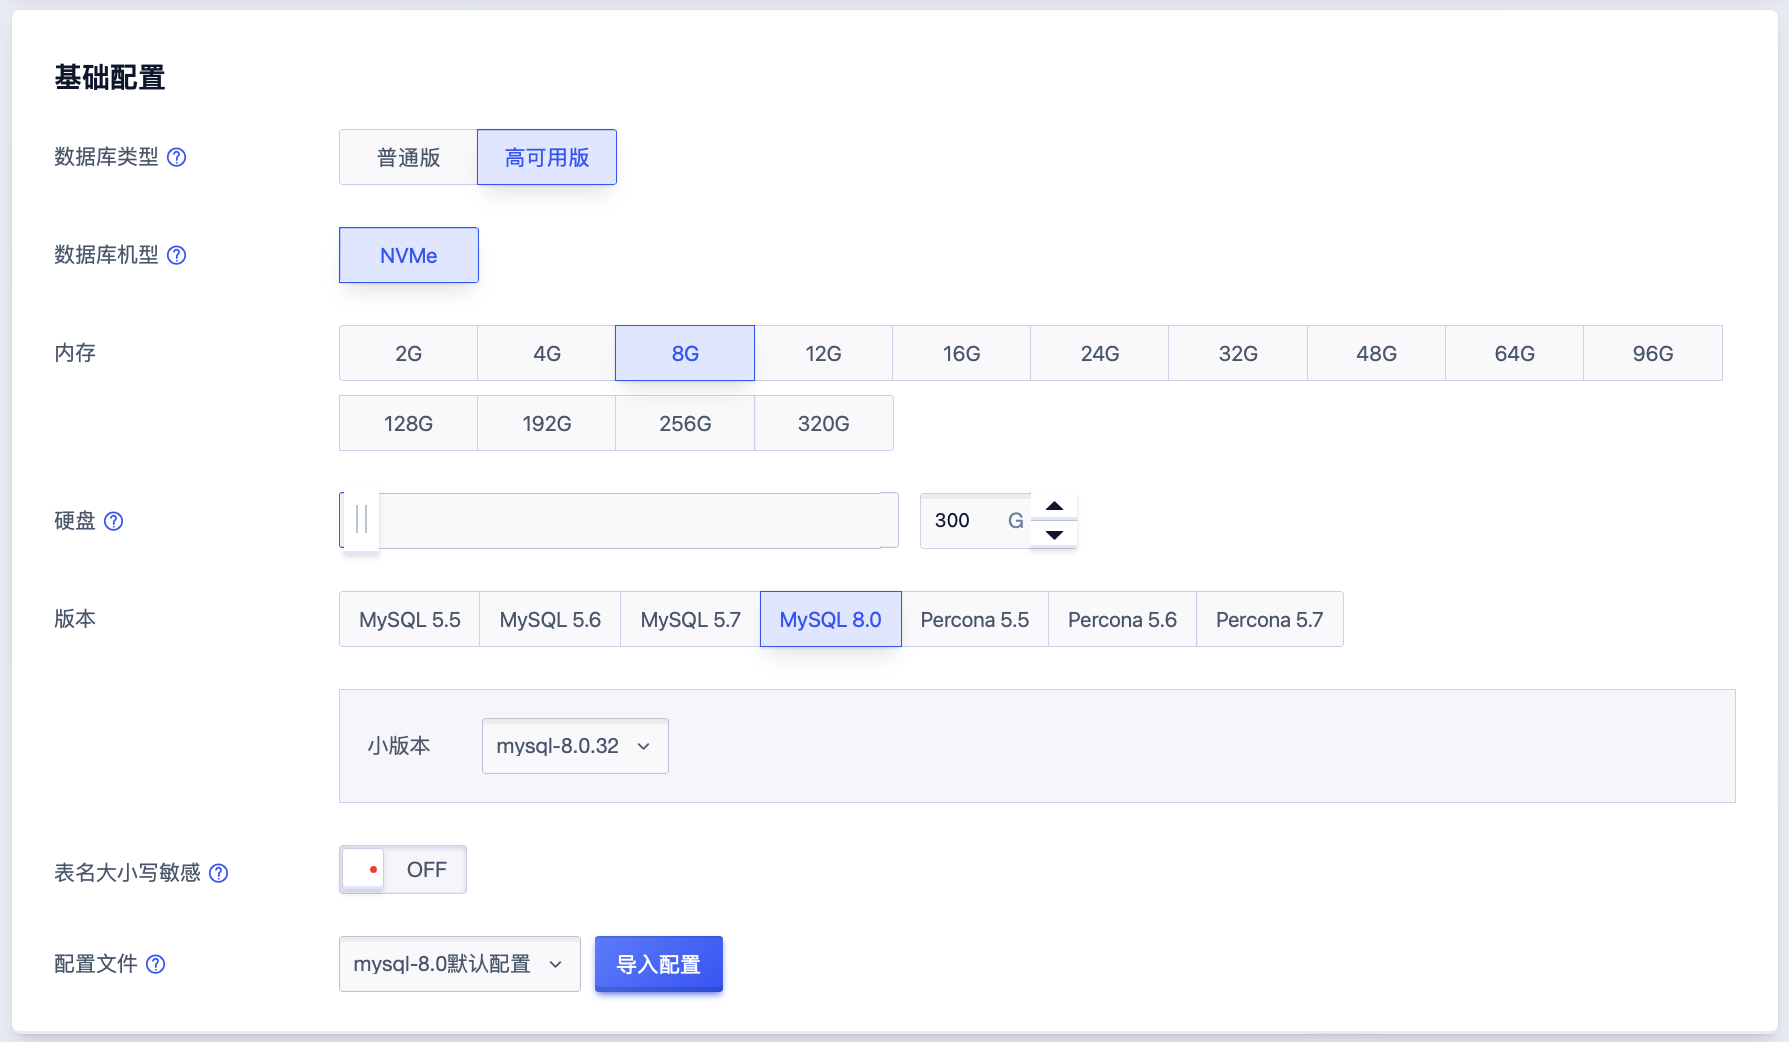 基础配置
数据库类型 ? 普通版 高可用版
数据库机型 ? NVMe
内存 2G 4G 8G 12G 16G 24G 32G 48G 64G 96G
128G 192G 256G 320G
硬盘 ? 300 G
版本 MySQL 5.5 MySQL 5.6 MySQL 5.7 MySQL 8.0 Percona 5.5 Percona 5.6 Percona 5.7
小版本 mysql-8.0.32
表名大小写敏感 ? OFF
配置文件 ? mysql-8.0默认配置 导入配置